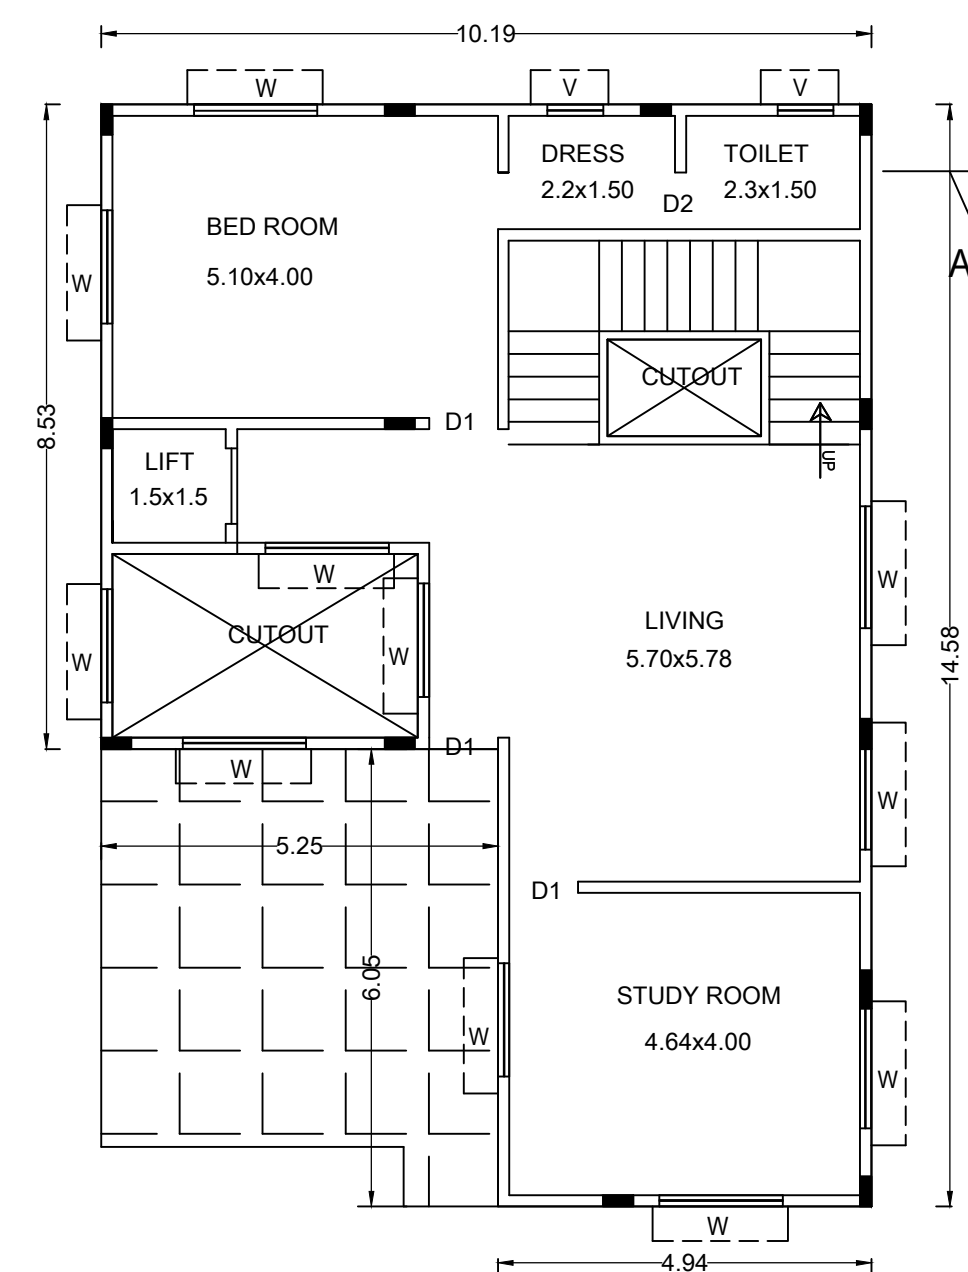 10.19
W
V
V
DRESS
2.2x1.50
TOILET
2.3x1.50
D2
BED ROOM
5.10x4.00
W
A
CUTOUT
8.53
D1
LIFT
1.5x1.5
UP
W
W
CUTOUT
W
W
LIVING
5.70x5.78
14.58
D1
W
W
5.25
D1
6.05
STUDY ROOM
4.64x4.00
W
W
W
4.94